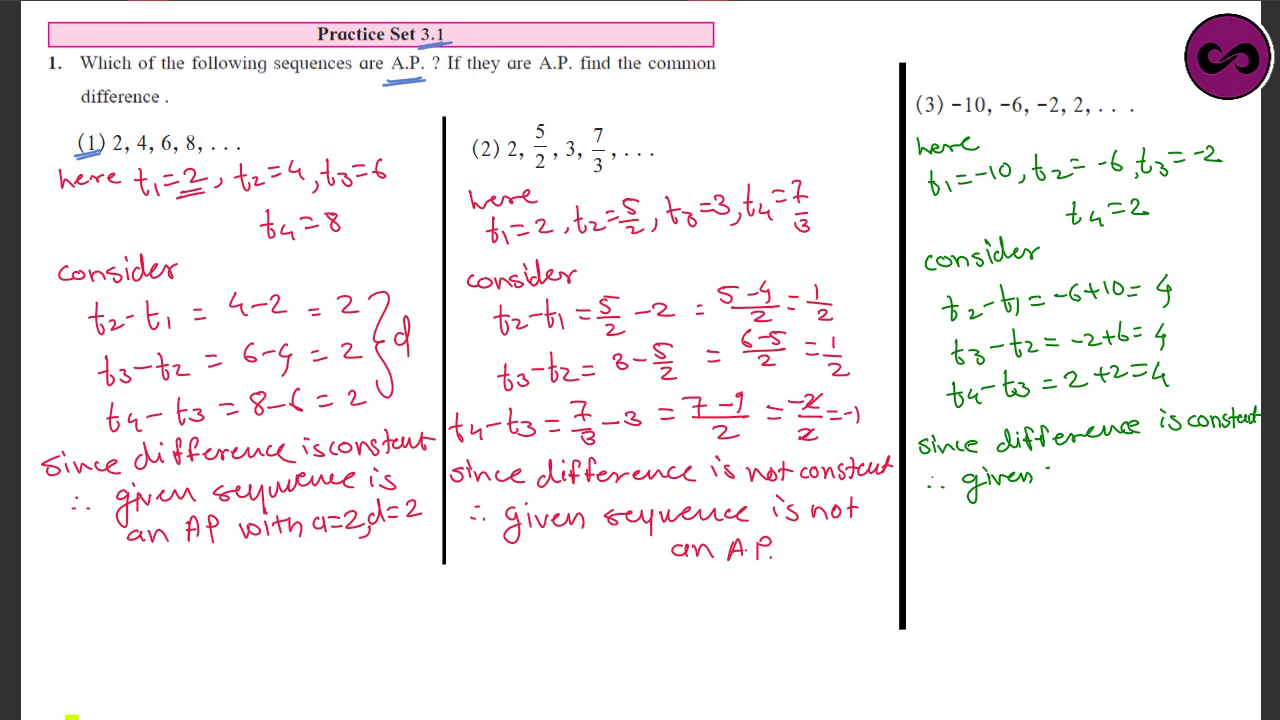 Practice Set 3.1
1. Which of the following sequences are A.P. ? If they are A.P. find the common
difference .
(1) 2, 4, 6, 8, . . .
here t₁=2, t₂=4, t₃=6
t₄=8
consider
t₂-t₁ = 4-2 = 2
t₃-t₂ = 6-4 = 2 } d
t₄-t₃ = 8-6 = 2
since difference is constent
∴ given sequence is
an AP with a=2,d=2
(2) 2, 5/2, 3, 7/3, . . .
here
t₁=2, t₂=5/2, t₃=3, t₄=7/3
consider
t₂-t₁ = 5/2 -2 = 5-4/2 = 1/2
t₃-t₂ = 3-5/2 = 6-5/2 = 1/2
t₄-t₃ = 7/3 -3 = 7-9/2 = -2/2 = -1
since difference is not constent
∴ given sequence is not
an A.P.
(3) -10, -6, -2, 2, . . .
here
t₁=-10, t₂=-6, t₃=-2
t₄=2
consider
t₂-t₁ = -6+10 = 4
t₃-t₂ = -2+6 = 4
t₄-t₃ = 2+2 = 4
since difference is constent
∴ given